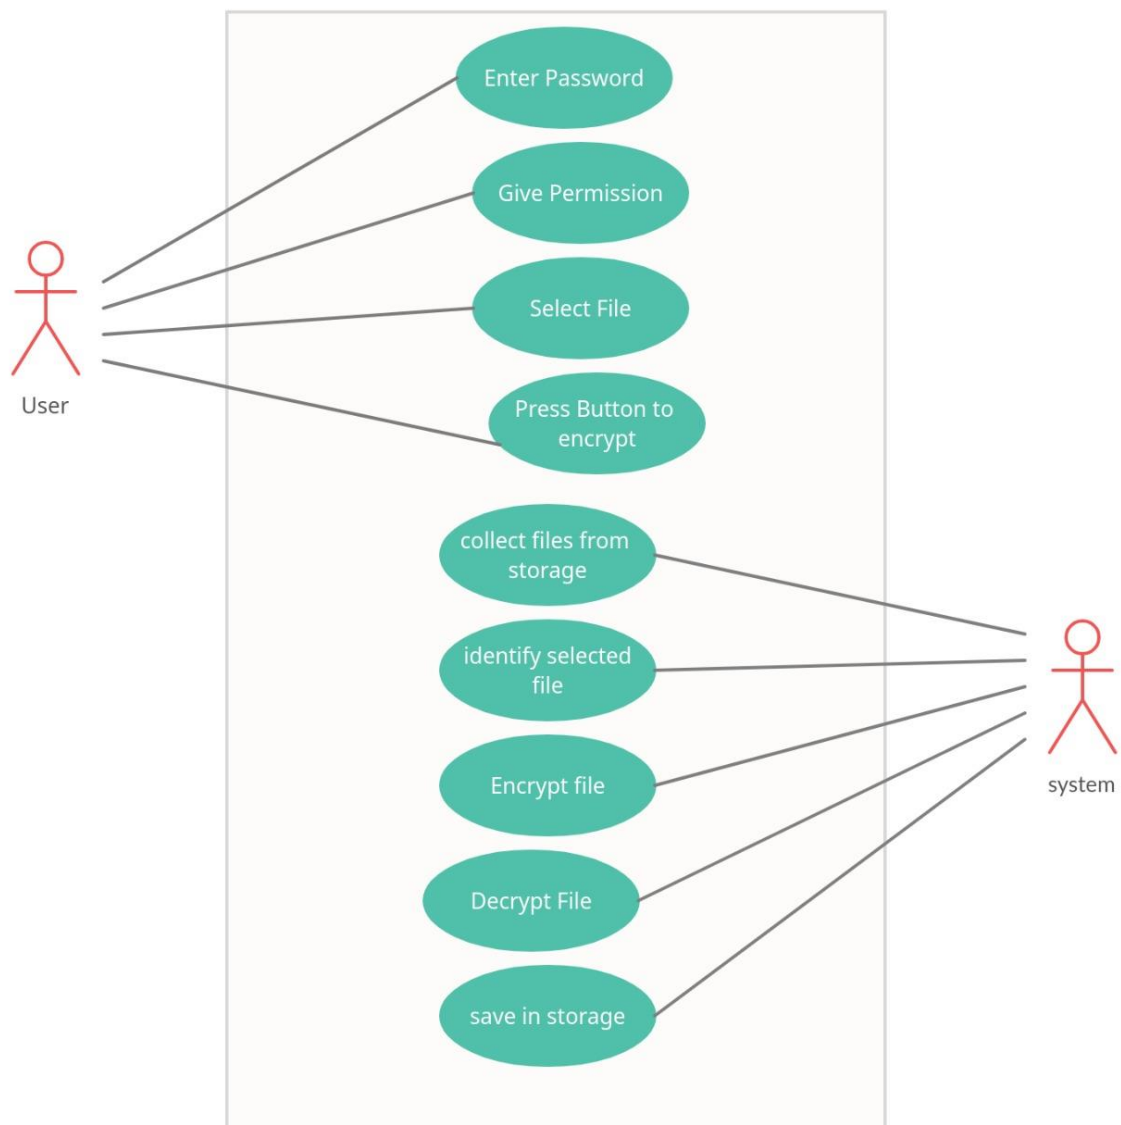 Enter Password
Give Permission
Select File
Press Button to
encrypt
User
collect files from
storage
identify selected
file
Encrypt file
system
Decrypt File
save in storage